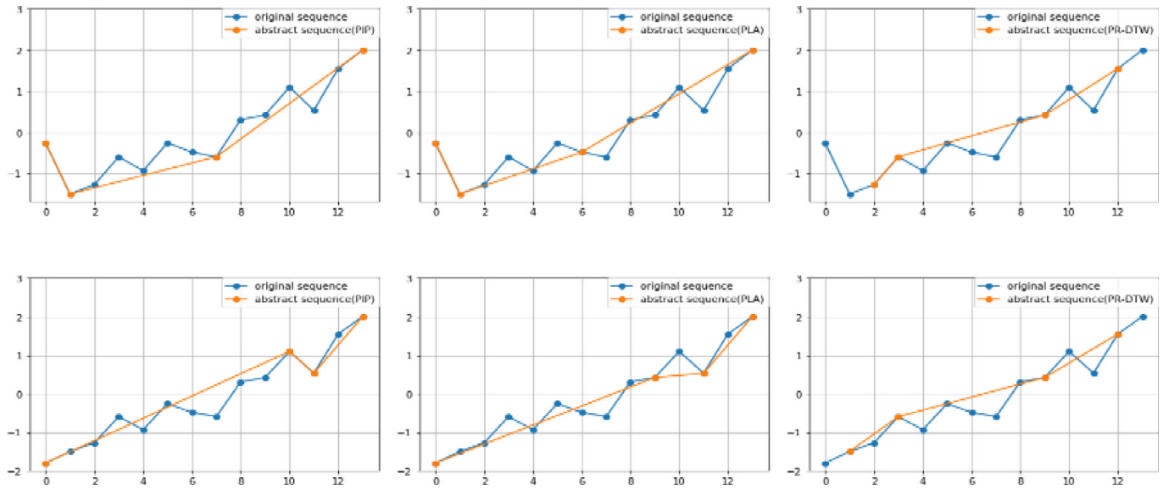 original sequence
abstract sequence(PIP)
3
2
1
0
−1
0 2 4 6 8 10 12
original sequence
abstract sequence(PLA)
3
2
1
0
−1
0 2 4 6 8 10 12
original sequence
abstract sequence(PR-DTW)
3
2
1
0
−1
0 2 4 6 8 10 12
original sequence
abstract sequence(PIP)
3
2
1
0
−1
−2
0 2 4 6 8 10 12
original sequence
abstract sequence(PLA)
3
2
1
0
−1
−2
0 2 4 6 8 10 12
original sequence
abstract sequence(PR-DTW)
3
2
1
0
−1
−2
0 2 4 6 8 10 12